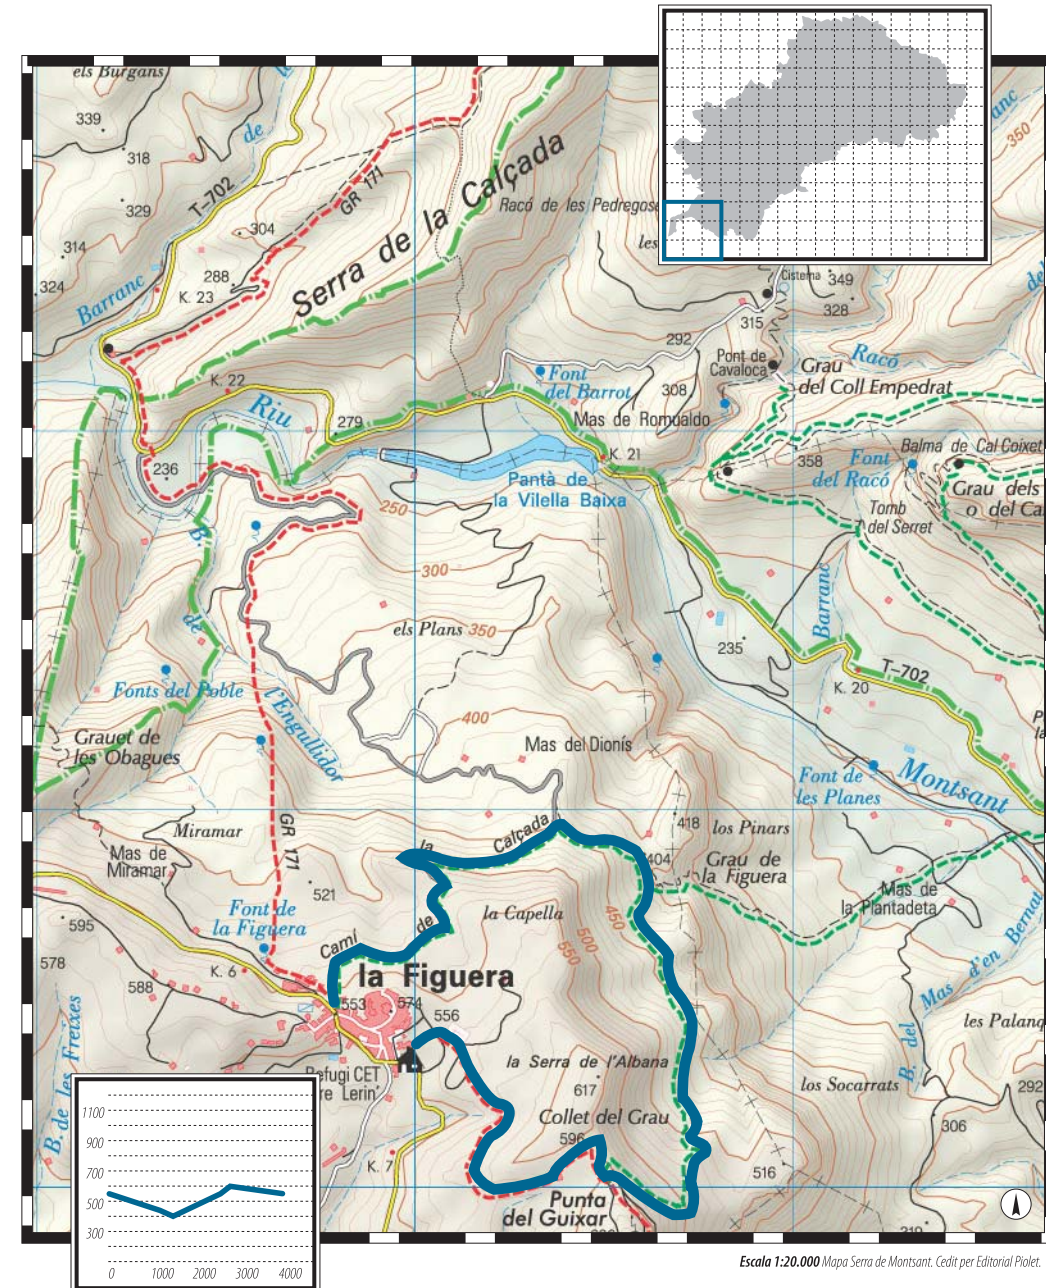 els Burgans
339
318
de
T-702
329
304
GR 171
Serra de la Calçada
Racó de les Pedregose
les
anc
350
314
288
K. 23
324
Barranc
Cisterna
349
328
315
292
del
Pont de
Cavaloca
Grau
del Coll Empedrat
Racó
K. 22
Riu
Font
del Barrot
308
Mas de Romualdo
279
236
K. 21
358
Font
del Racó
Balma de Cal Coixet
Grau dels
o del Ca
Pantà de
la Vilella Baixa
250
Tomb
del Serret
B.
de
300
els Plans
350
235
Barranc
T-702
K. 20
Fonts del Poble
l'Engullidor
400
Grauet de
les Obagues
Mas del Dionís
Font de
les Planes
Montsant
P
la
Miramar
GR 171
la
Calçada
418
los Pinars
404
Grau de
la Figuera
Mas de
Miramar
521
Mas de
la Plantadeta
Font de
la Figuera
la Capella
450
500
550
595
Camí
de
578
588
K. 6
la Figuera
553
574
556
B. del Mas d'en Bernat
les Palanq
B. de les Freixes
Refugi CET
re Lerin'
la Serra de l'Albana
617
Collet del Grau
596
los Socarrats
292
306
K. 7
516
Punta
del Guixar
1100
900
700
500
300
0 1000 2000 3000 4000
Escala 1:20.000 Mapa Serra de Montsant. Cedit per Editorial Piolet.